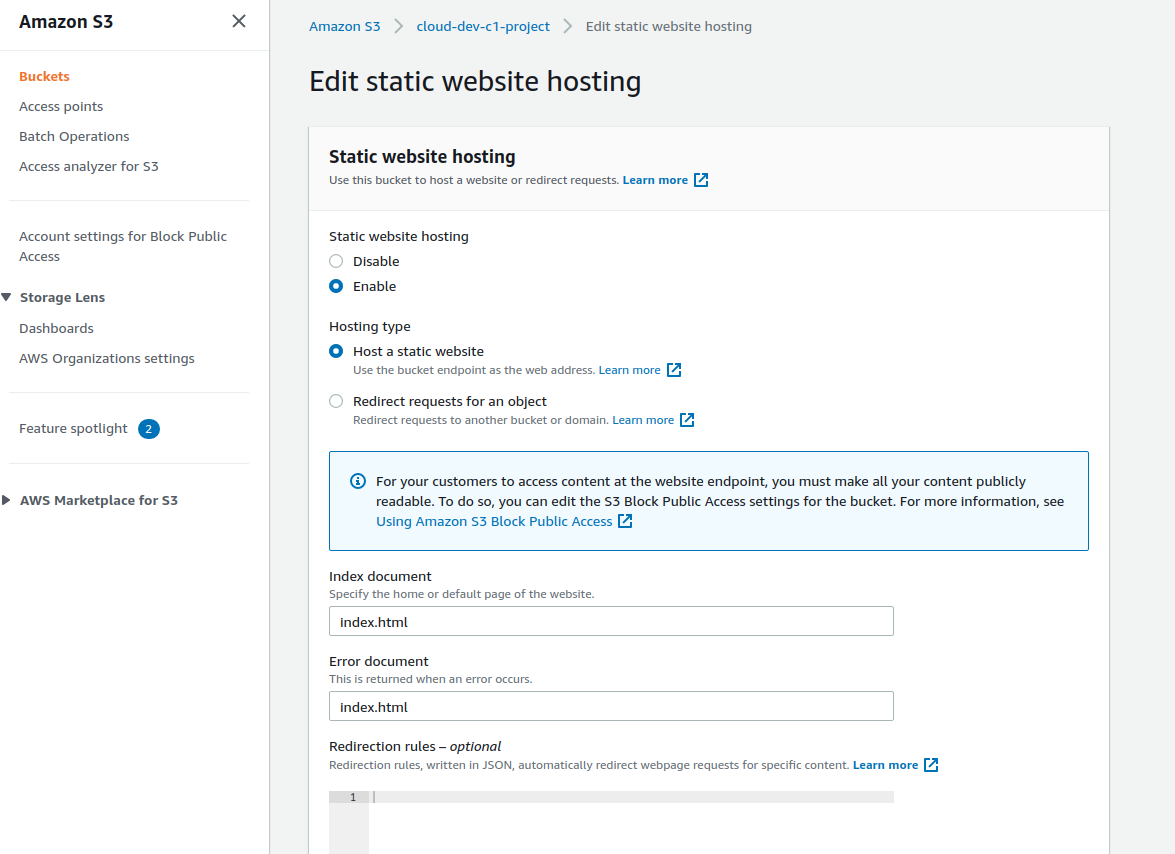 Amazon S3
Buckets
Access points
Batch Operations
Access analyzer for S3
Account settings for Block Public
Access
Storage Lens
Dashboards
AWS Organizations settings
Feature spotlight 2
AWS Marketplace for S3
Amazon S3 > cloud-dev-c1-project > Edit static website hosting
Edit static website hosting
Static website hosting
Use this bucket to host a website or redirect requests. Learn more
Static website hosting
Disable
Enable
Hosting type
Host a static website
Use the bucket endpoint as the web address. Learn more
Redirect requests for an object
Redirect requests to another bucket or domain. Learn more
For your customers to access content at the website endpoint, you must make all your content publicly
readable. To do so, you can edit the S3 Block Public Access settings for the bucket. For more information, see
Using Amazon S3 Block Public Access
Index document
Specify the home or default page of the website.
index.html
Error document
This is returned when an error occurs.
index.html
Redirection rules – optional
Redirection rules, written in JSON, automatically redirect webpage requests for specific content. Learn more
1